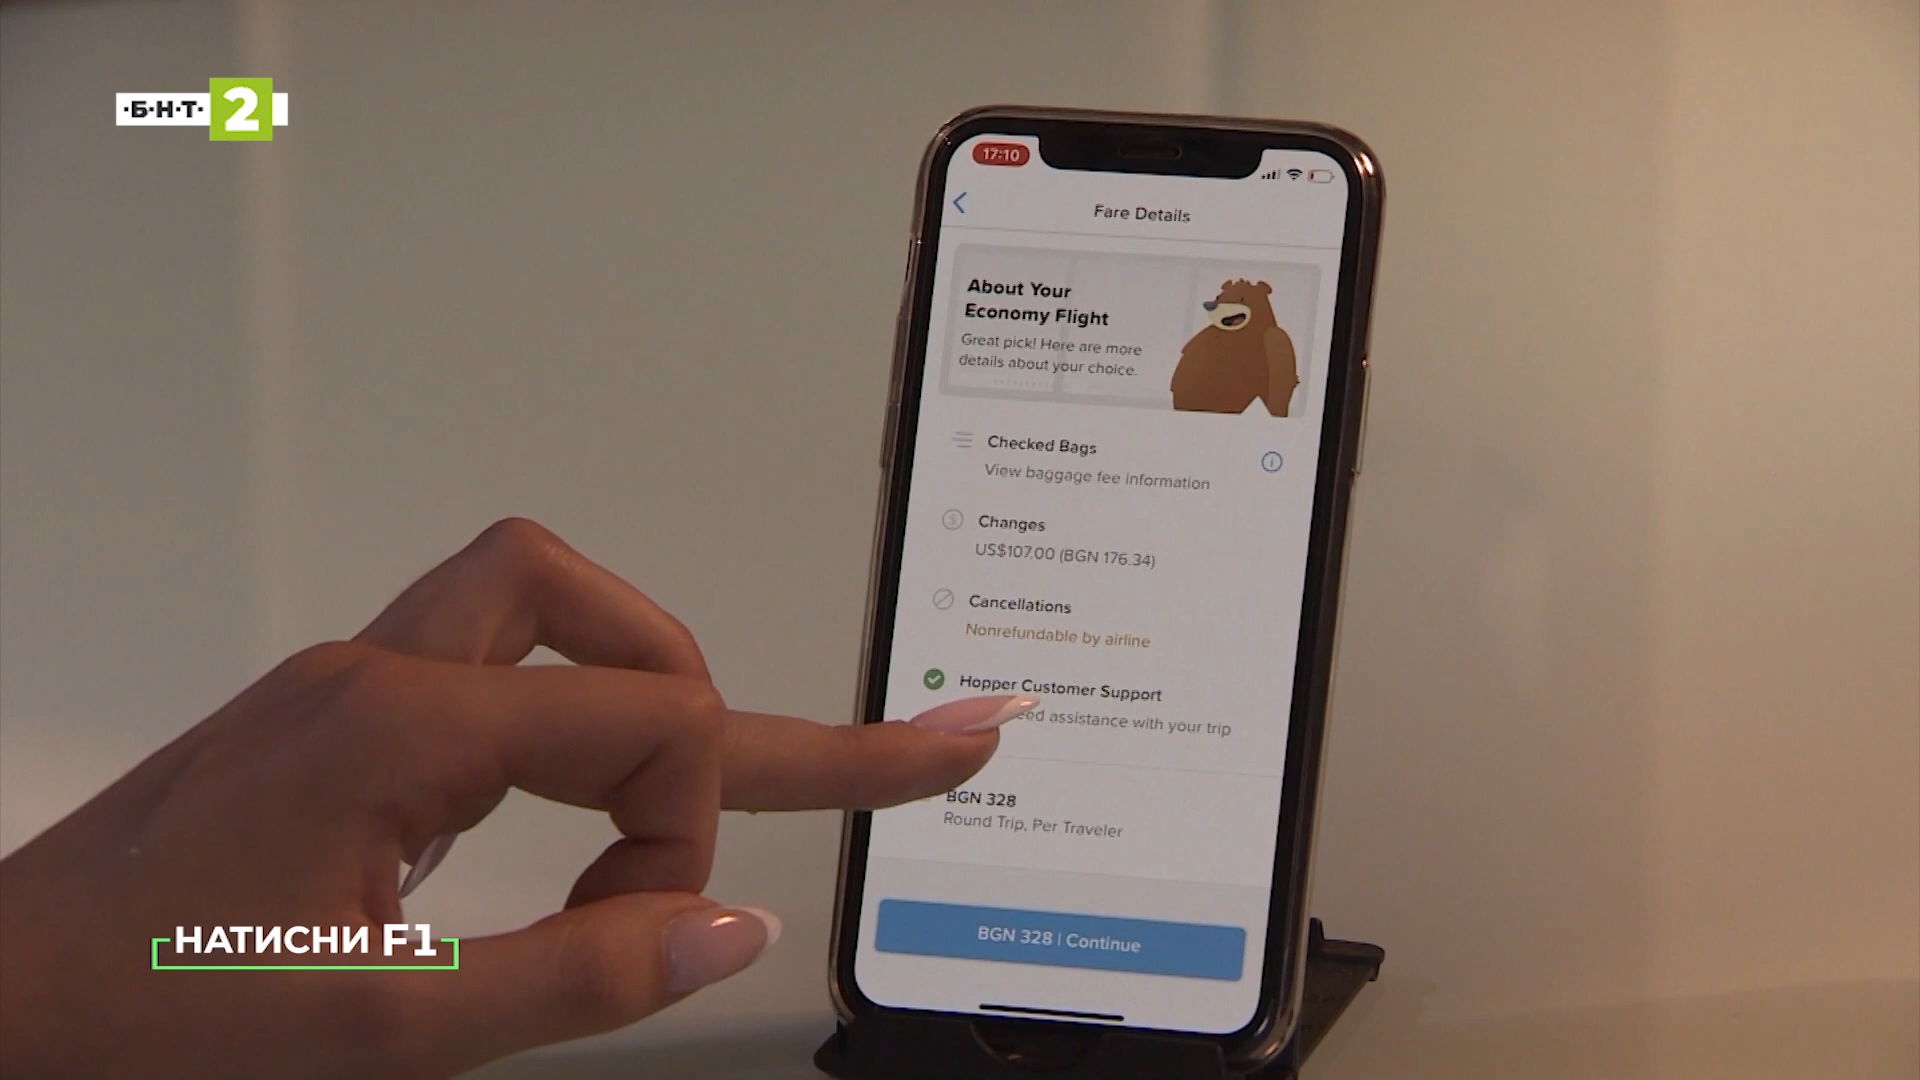 ·Б·Н·Т· 2
17:10
Fare Details
About Your
Economy Flight
Great pick! Here are more
details about your choice.
Checked Bags
View baggage fee information
Changes
US$107.00 (BGN 176.34)
Cancellations
Nonrefundable by airline
Hopper Customer Support
assistance with your trip
BGN 328
Round Trip, Per Traveler
BGN 328 | Continue
НАТИСНИ F1